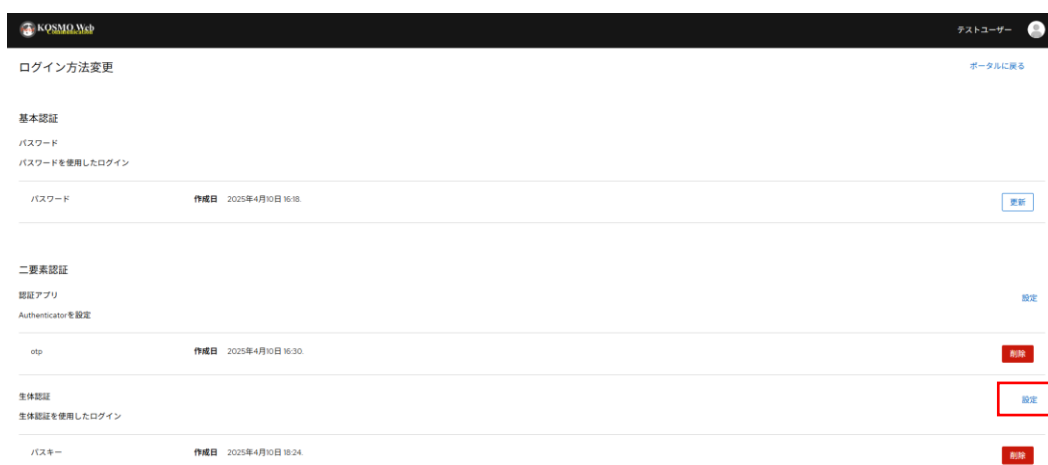 KOSMO.Web
Communication
テストユーザー
ログイン方法変更
ポータルに戻る
基本認証
パスワード
パスワードを使用したログイン
パスワード 作成日 2025年4月10日 16:18. 更新
二要素認証
認証アプリ 設定
Authenticatorを設定
otp 作成日 2025年4月10日 16:30. 削除
生体認証 設定
生体認証を使用したログイン
パスキー 作成日 2025年4月10日 18:24. 削除